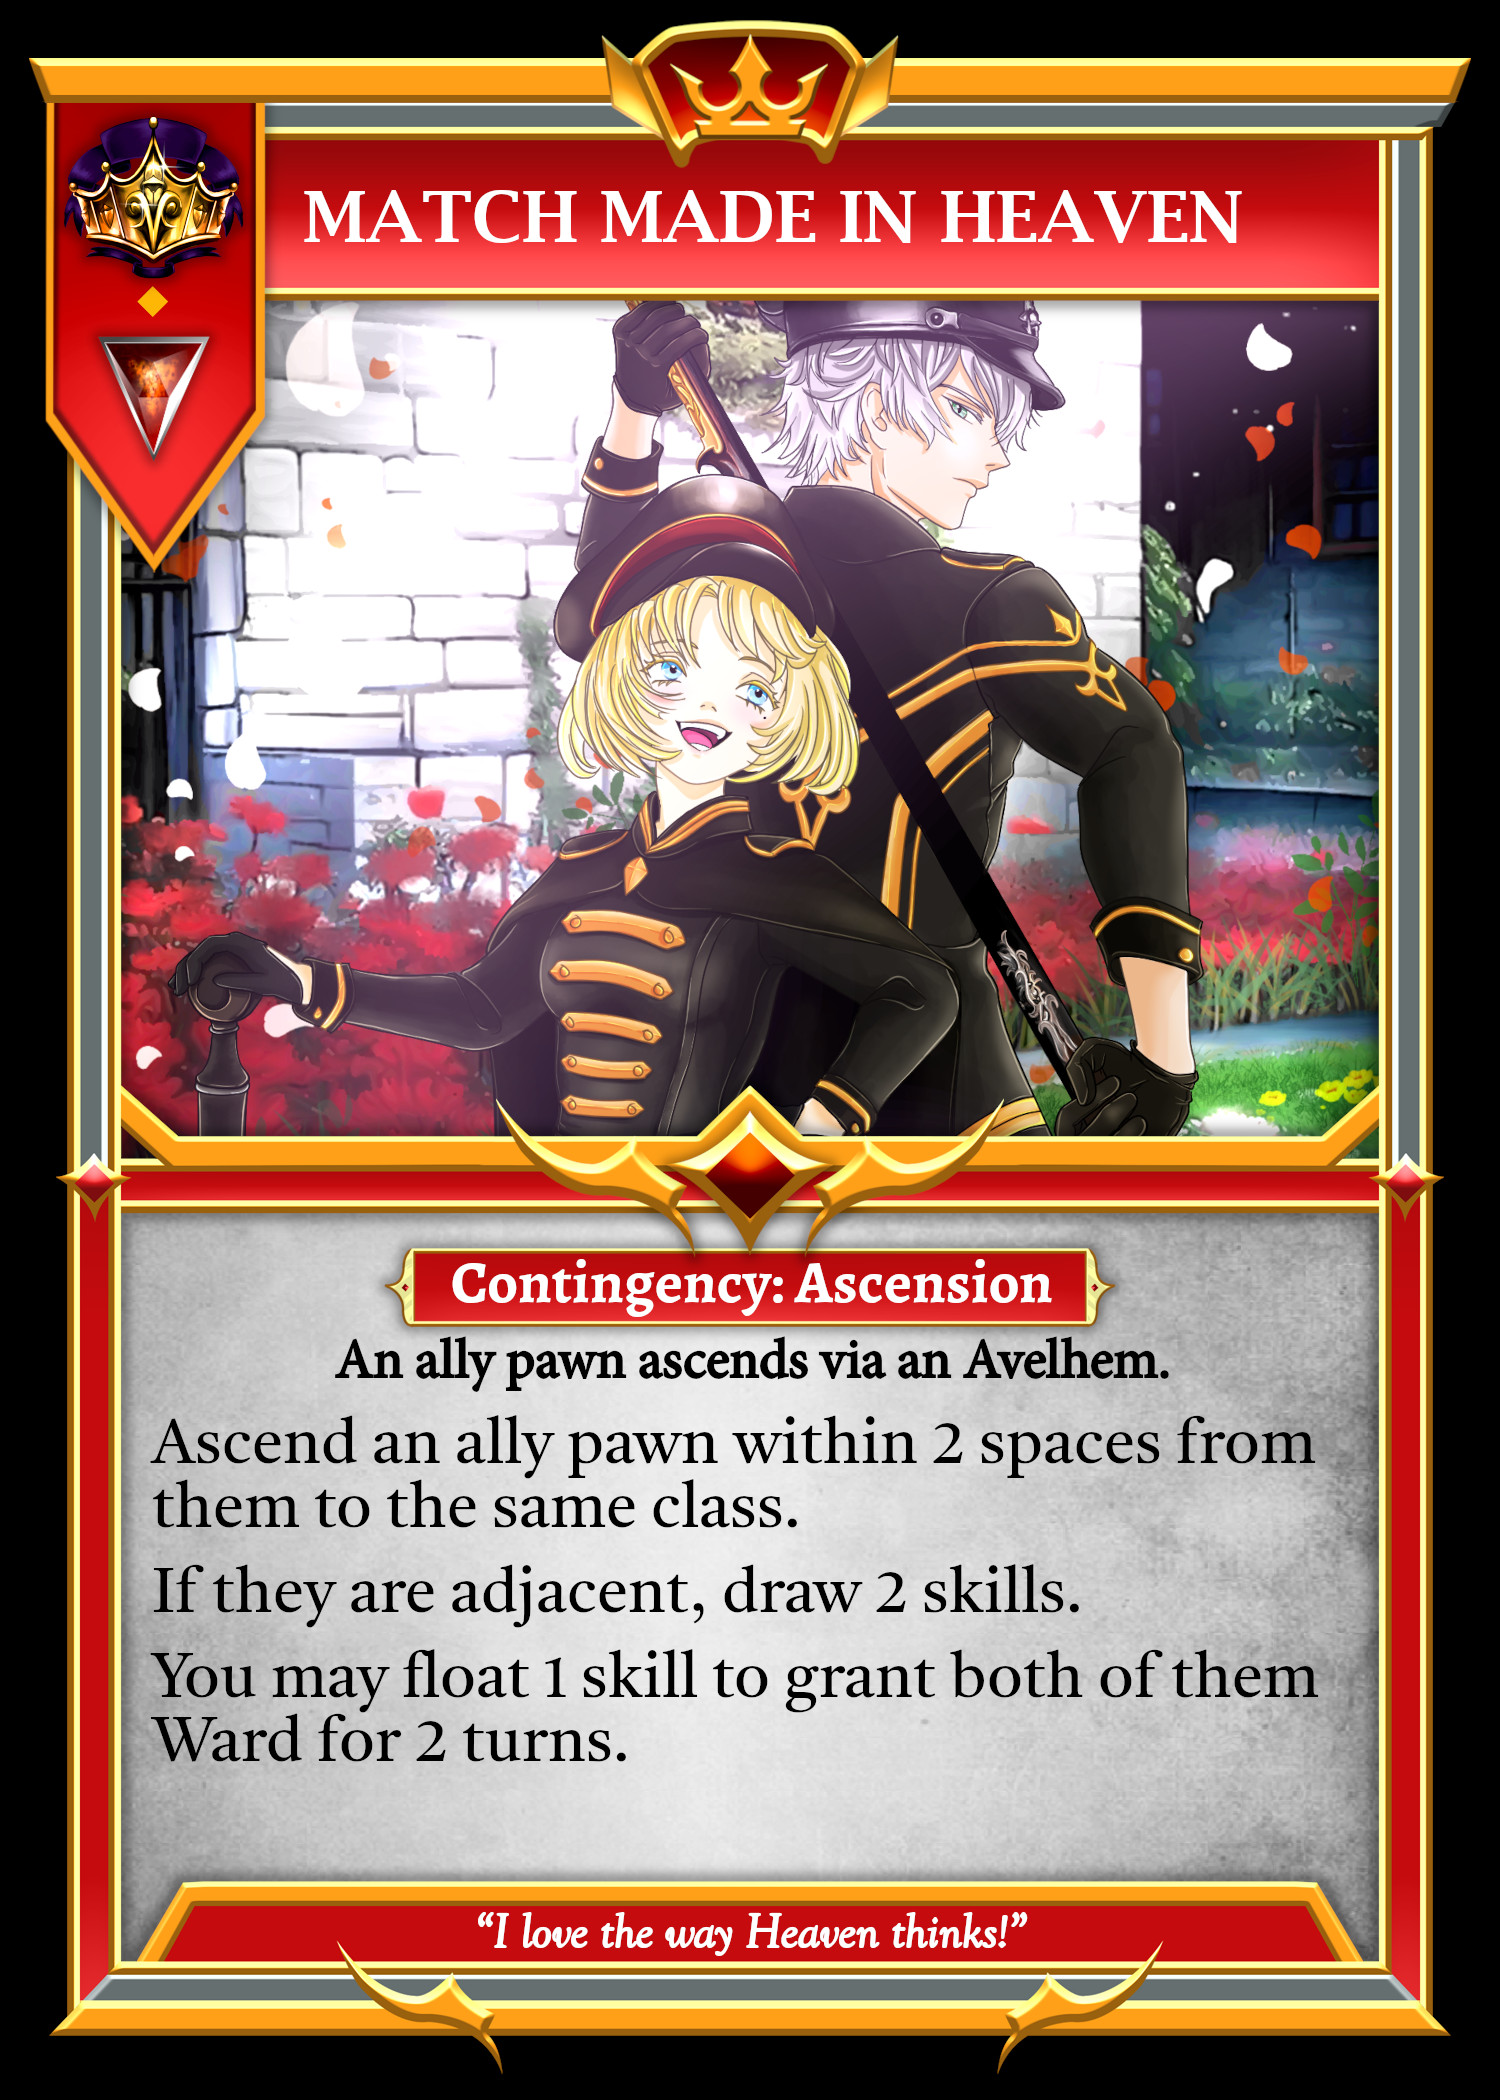 MATCH MADE IN HEAVEN
Contingency: Ascension
An ally pawn ascends via an Avelhem.
Ascend an ally pawn within 2 spaces from
them to the same class.
If they are adjacent, draw 2 skills.
You may float 1 skill to grant both of them
Ward for 2 turns.
“I love the way Heaven thinks!”